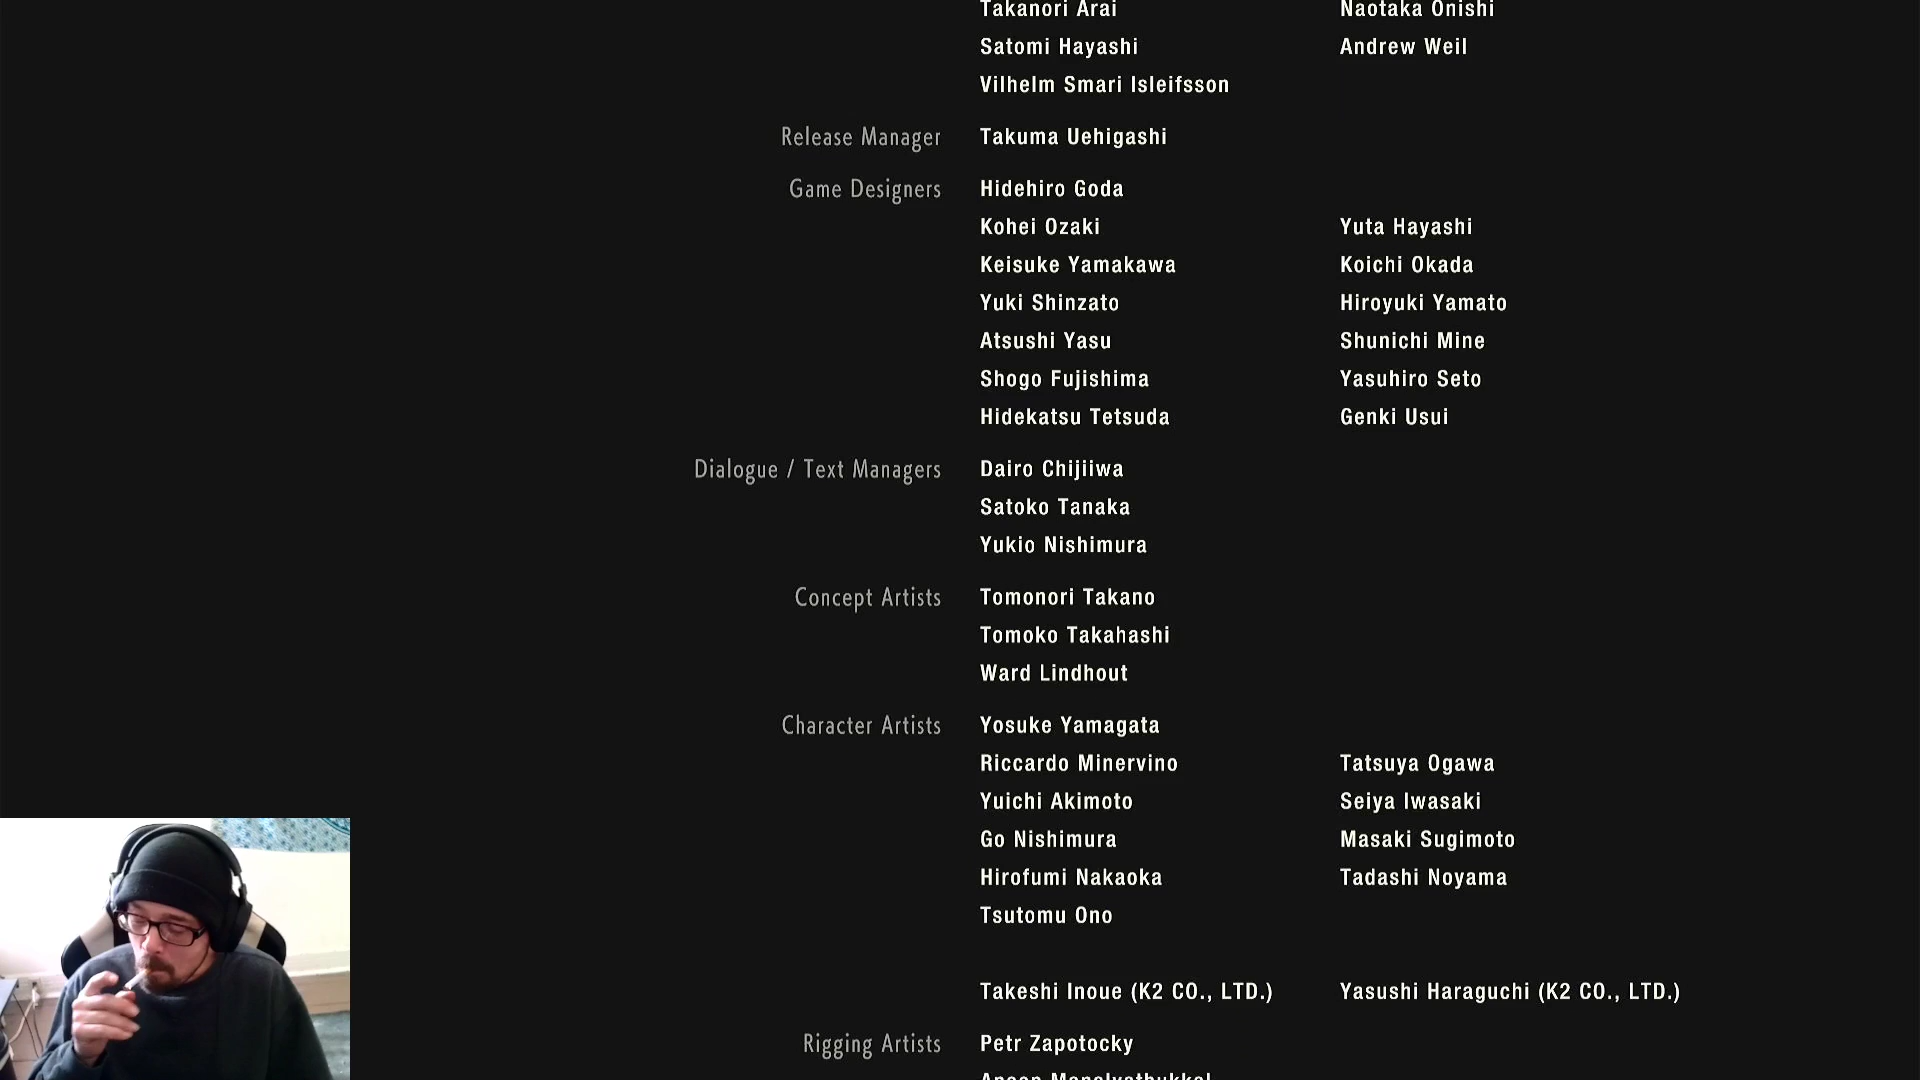 Takanori Arai Naotaka Onishi
Satomi Hayashi Andrew Weil
Vilhelm Smari Isleifsson
Release Manager Takuma Uehigashi
Game Designers Hidehiro Goda
Kohei Ozaki Yuta Hayashi
Keisuke Yamakawa Koichi Okada
Yuki Shinzato Hiroyuki Yamato
Atsushi Yasu Shunichi Mine
Shogo Fujishima Yasuhiro Seto
Hidekatsu Tetsuda Genki Usui
Dialogue / Text Managers Dairo Chijiiwa
Satoko Tanaka
Yukio Nishimura
Concept Artists Tomonori Takano
Tomoko Takahashi
Ward Lindhout
Character Artists Yosuke Yamagata
Riccardo Minervino Tatsuya Ogawa
Yuichi Akimoto Seiya Iwasaki
Go Nishimura Masaki Sugimoto
Hirofumi Nakaoka Tadashi Noyama
Tsutomu Ono
Takeshi Inoue (K2 CO., LTD.) Yasushi Haraguchi (K2 CO., LTD.)
Rigging Artists Petr Zapotocky